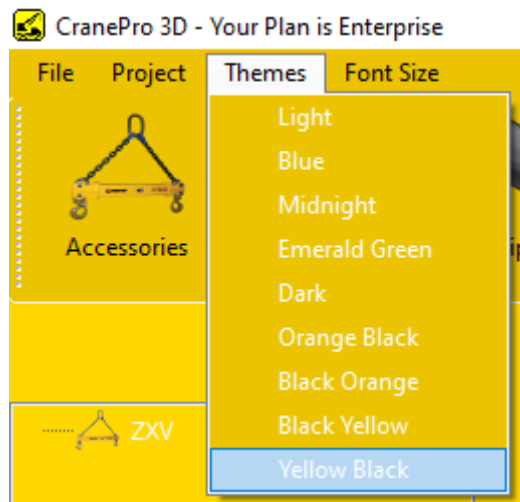 CranePro 3D - Your Plan is Enterprise
File Project Themes Font Size
Light
Blue
Midnight
Emerald Green
Dark
Orange Black
Black Orange
Black Yellow
Yellow Black
Accessories
ZXV